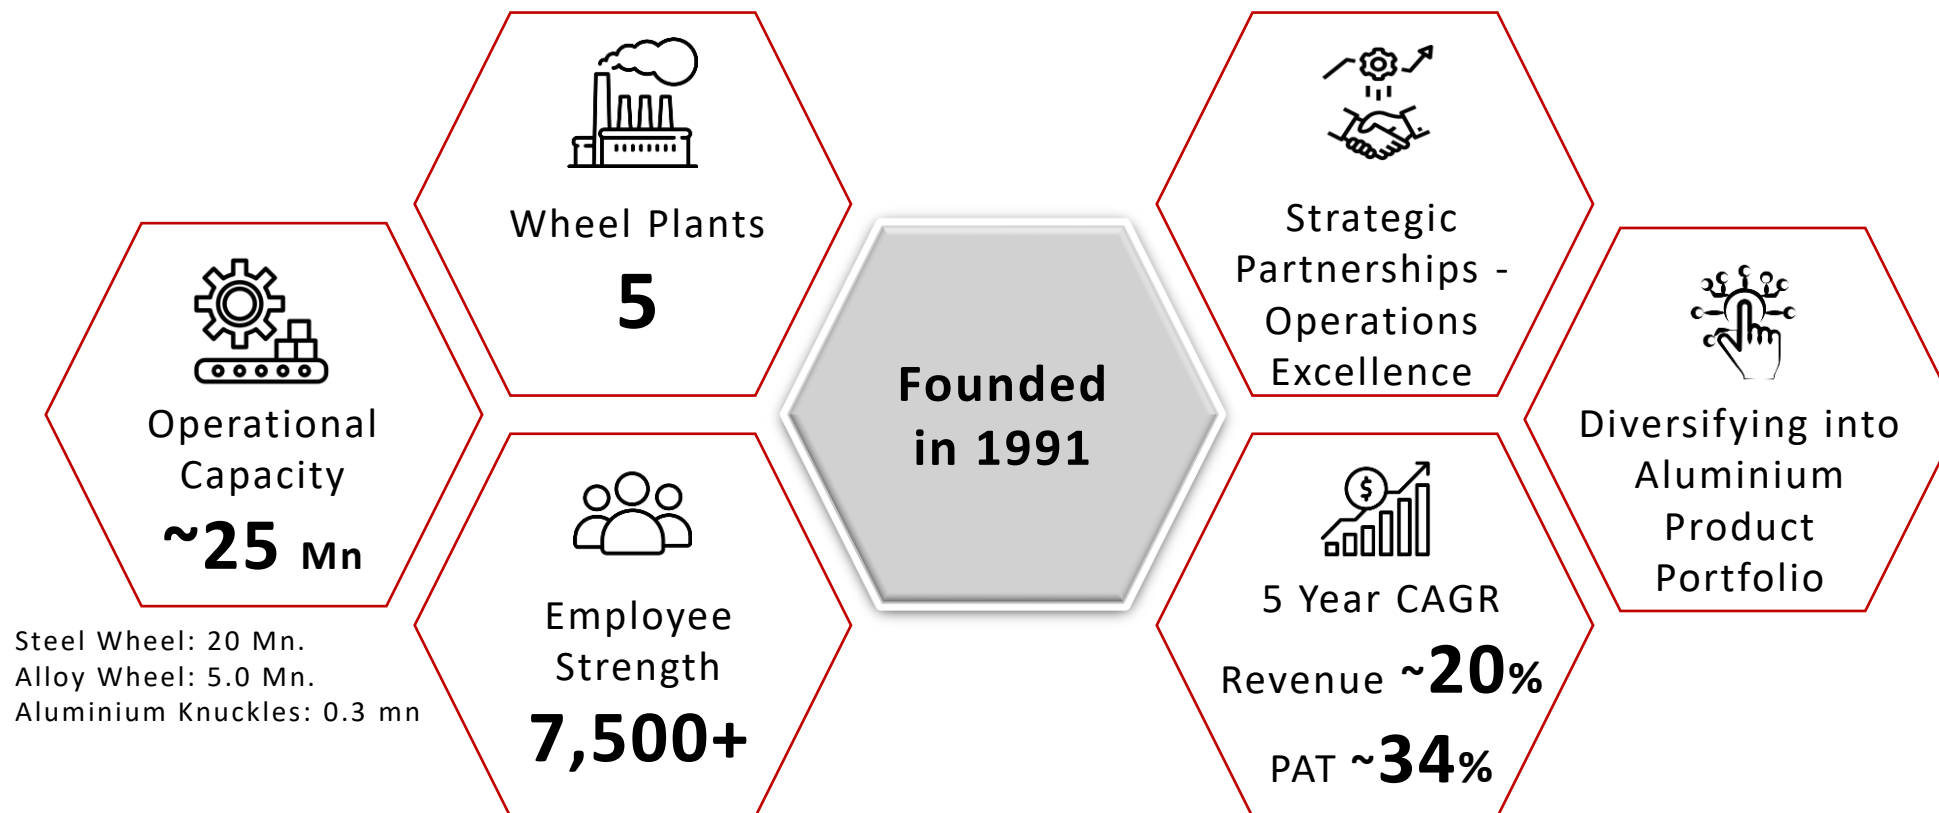 Wheel Plants
5
Operational
Capacity
~25 Mn
Steel Wheel: 20 Mn.
Alloy Wheel: 5.0 Mn.
Aluminium Knuckles: 0.3 mn
Employee
Strength
7,500+
Founded
in 1991
Strategic
Partnerships -
Operations
Excellence
5 Year CAGR
Revenue ~20%
PAT ~34%
Diversifying into
Aluminium
Product
Portfolio